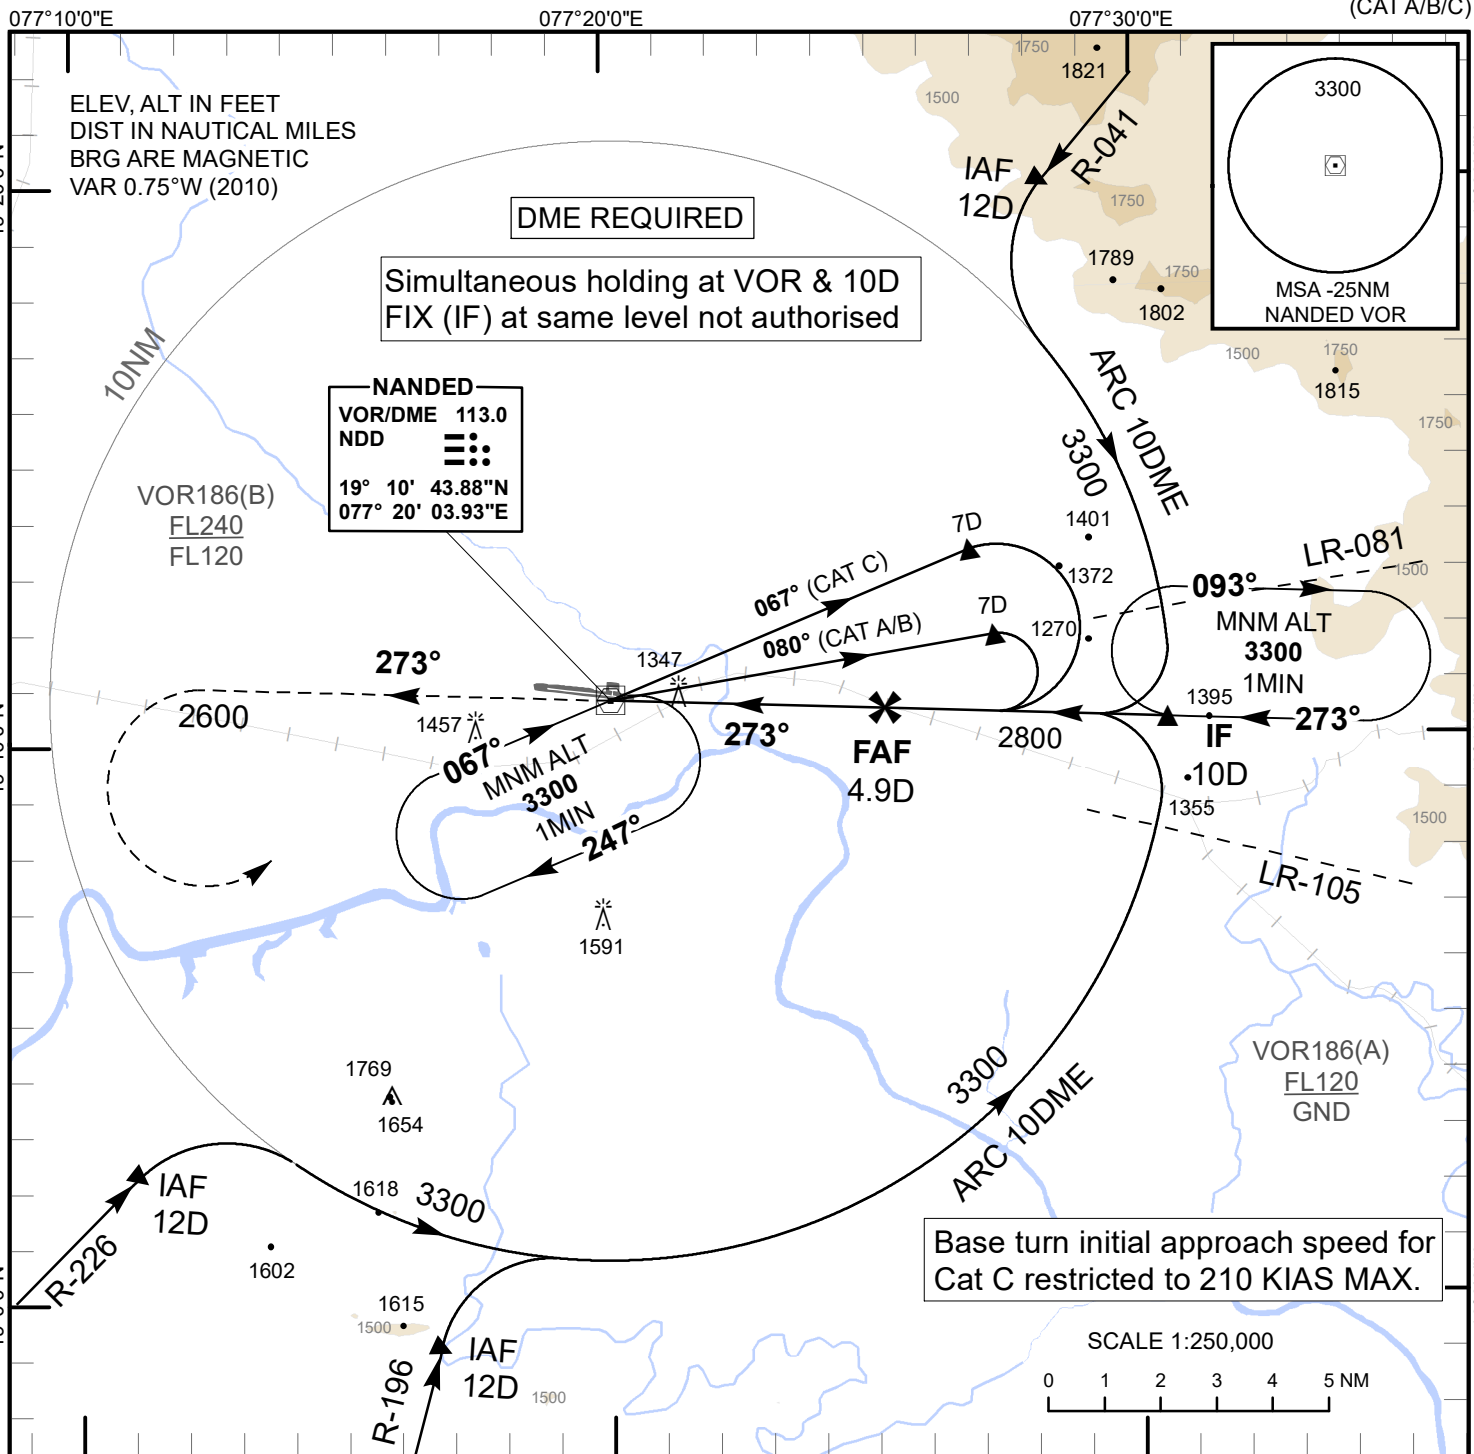 077°10'0"E
077°20'0"E
077°30'0"E
(CAT A/B/C)
ELEV, ALT IN FEET
DIST IN NAUTICAL MILES
BRG ARE MAGNETIC
VAR 0.75°W (2010)
DME REQUIRED
Simultaneous holding at VOR & 10D
FIX (IF) at same level not authorised
1750
1821
1500
R-041
IAF
12D
1750
1789
1750
1802
3300
MSA -25NM
NANDED VOR
1500
1750
1815
1750
10NM
NANDED
VOR/DME 113.0
NDD
19° 10' 43.88"N
077° 20' 03.93"E
ARC 10DME
3300
VOR186(B)
FL240
FL120
7D
1401
1372
LR-081
1500
067° (CAT C)
7D
080° (CAT A/B)
1270
093°
MNM ALT
3300
1MIN
1347
273°
2600
1457
067°
MNM ALT
3300
1MIN
247°
273°
FAF
4.9D
2800
1395
IF
10D
273°
1355
1500
LR-105
1591
VOR186(A)
FL120
GND
1769
1654
3300
ARC 10DME
IAF
12D
R-226
1618
3300
1602
1615
1500
IAF
12D
R-196
1500
Base turn initial approach speed for
Cat C restricted to 210 KIAS MAX.
SCALE 1:250,000
0 1 2 3 4 5 NM